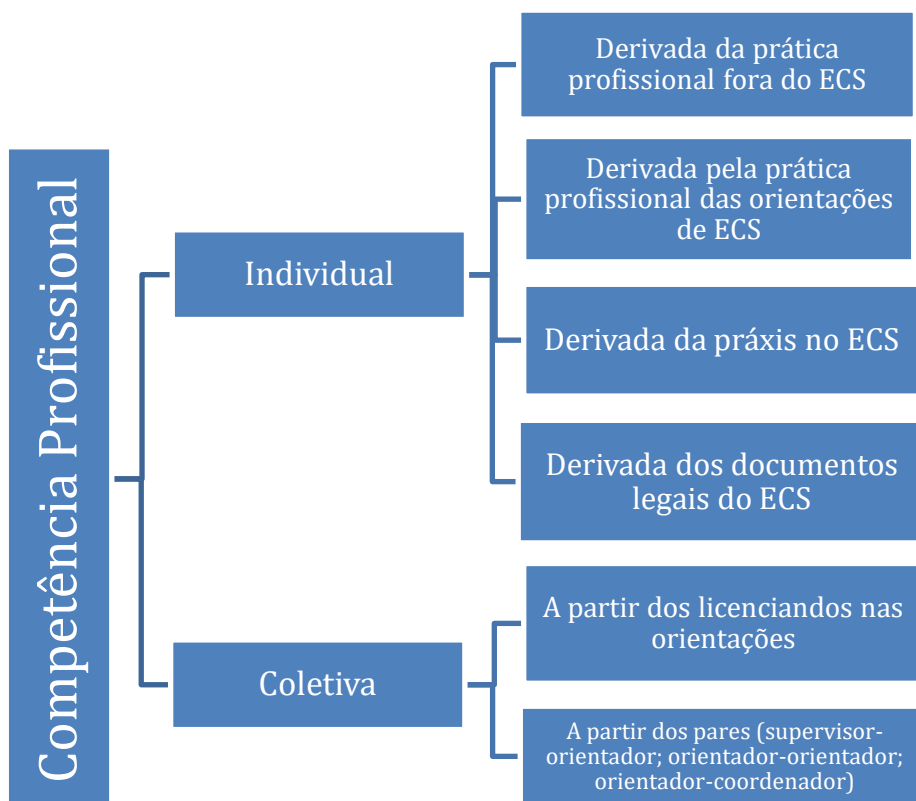 Competência Profissional
Individual
Derivada da prática
profissional fora do ECS
Derivada pela prática
profissional das orientações
de ECS
Derivada da práxis no ECS
Derivada dos documentos
legais do ECS
Coletiva
A partir dos licenciandos nas
orientações
A partir dos pares (supervisor-
orientador; orientador-orientador;
orientador-coordenador)